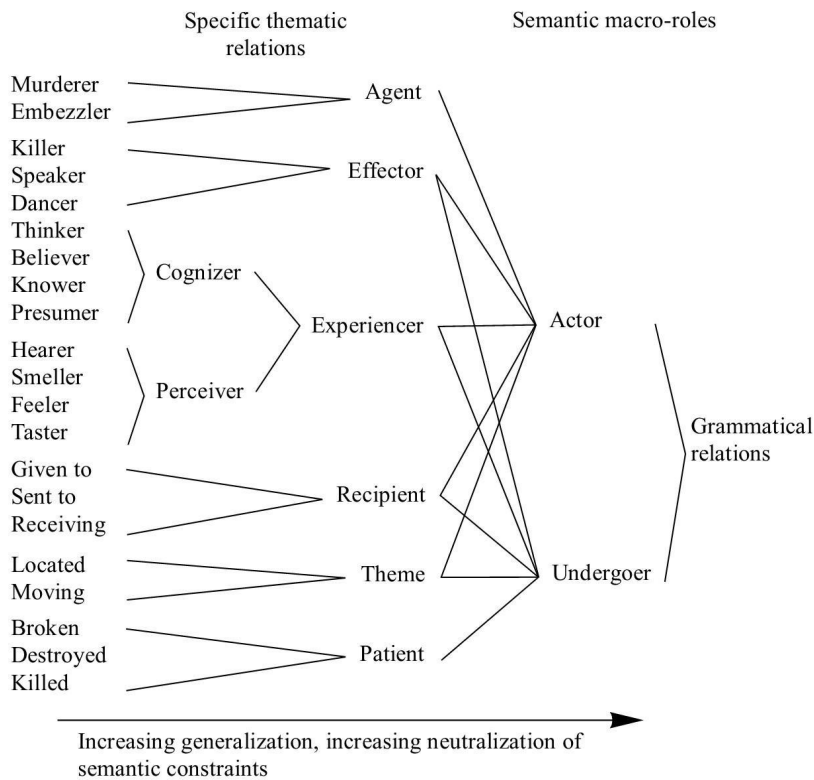 Specific thematic
relations
Semantic macro-roles
Murderer
Embezzler
Agent
Killer
Speaker
Dancer
Effector
Thinker
Believer
Knower
Presumer
Cognizer
Experiencer
Actor
Hearer
Smeller
Feeler
Taster
Perceiver
Grammatical
relations
Given to
Sent to
Receiving
Recipient
Located
Moving
Theme
Undergoer
Broken
Destroyed
Killed
Patient
Increasing generalization, increasing neutralization of
semantic constraints